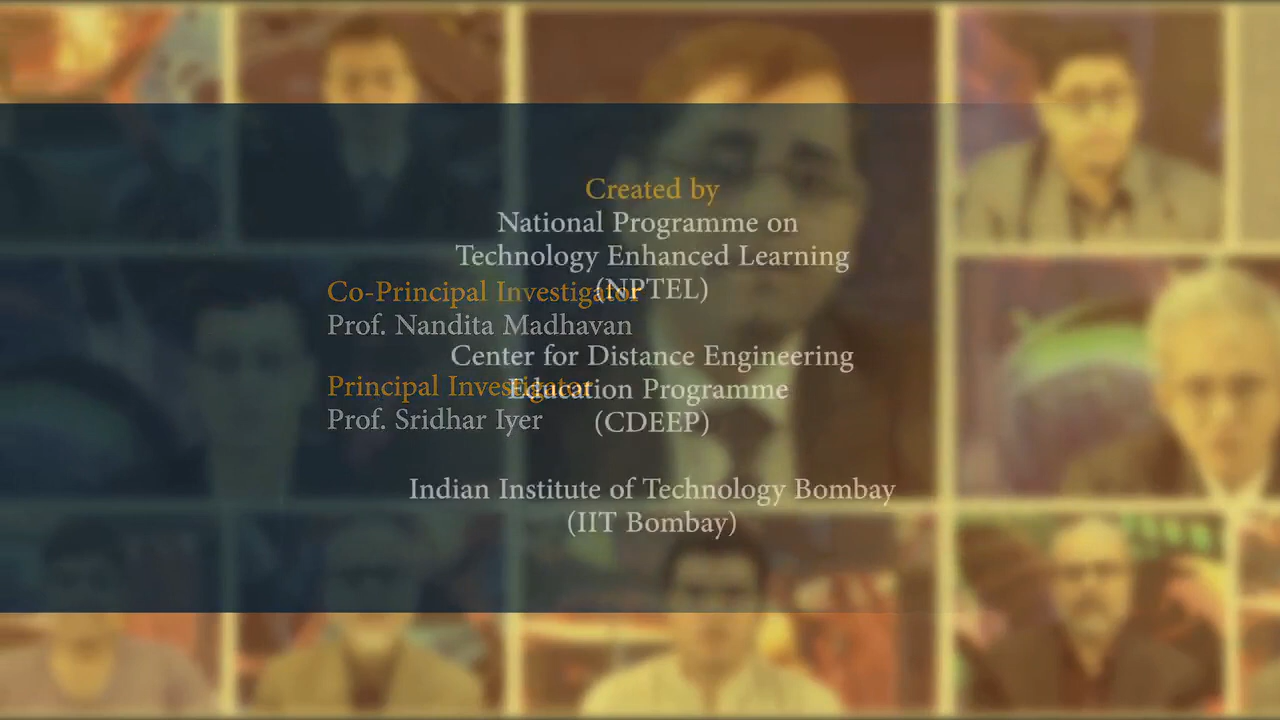 Created by
National Programme on
Technology Enhanced Learning
(NPTEL)
Co-Principal Investigator
Prof. Nandita Madhavan
Center for Distance Engineering
Education Programme
(CDEEP)
Principal Investigator
Prof. Sridhar Iyer
Indian Institute of Technology Bombay
(IIT Bombay)